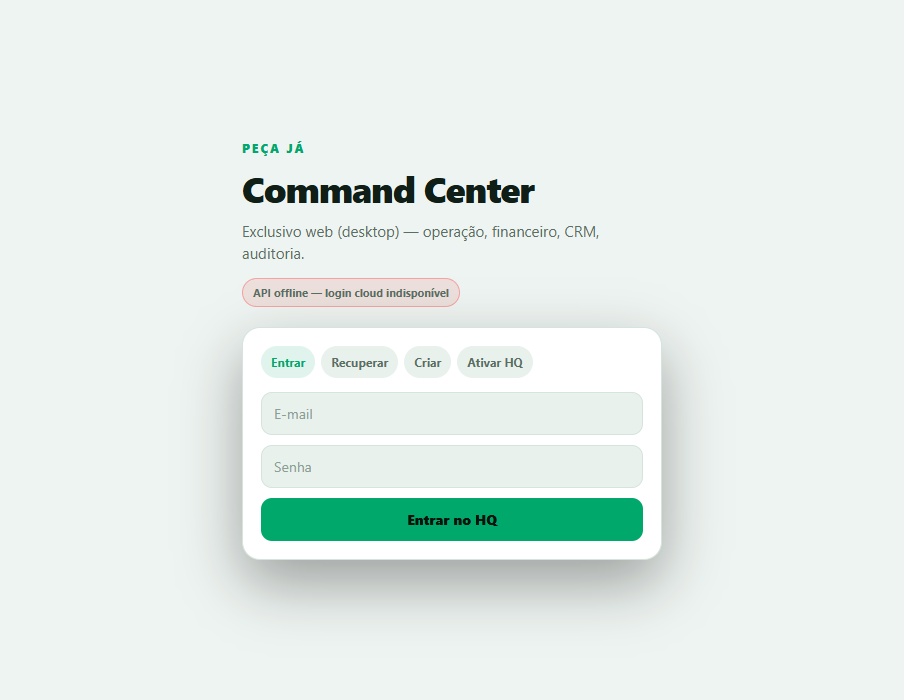 PEÇA JÁ
Command Center
Exclusivo web (desktop) — operação, financeiro, CRM,
auditoria.
API offline — login cloud indisponível
Entrar Recuperar Criar Ativar HQ
E-mail
Senha
Entrar no HQ